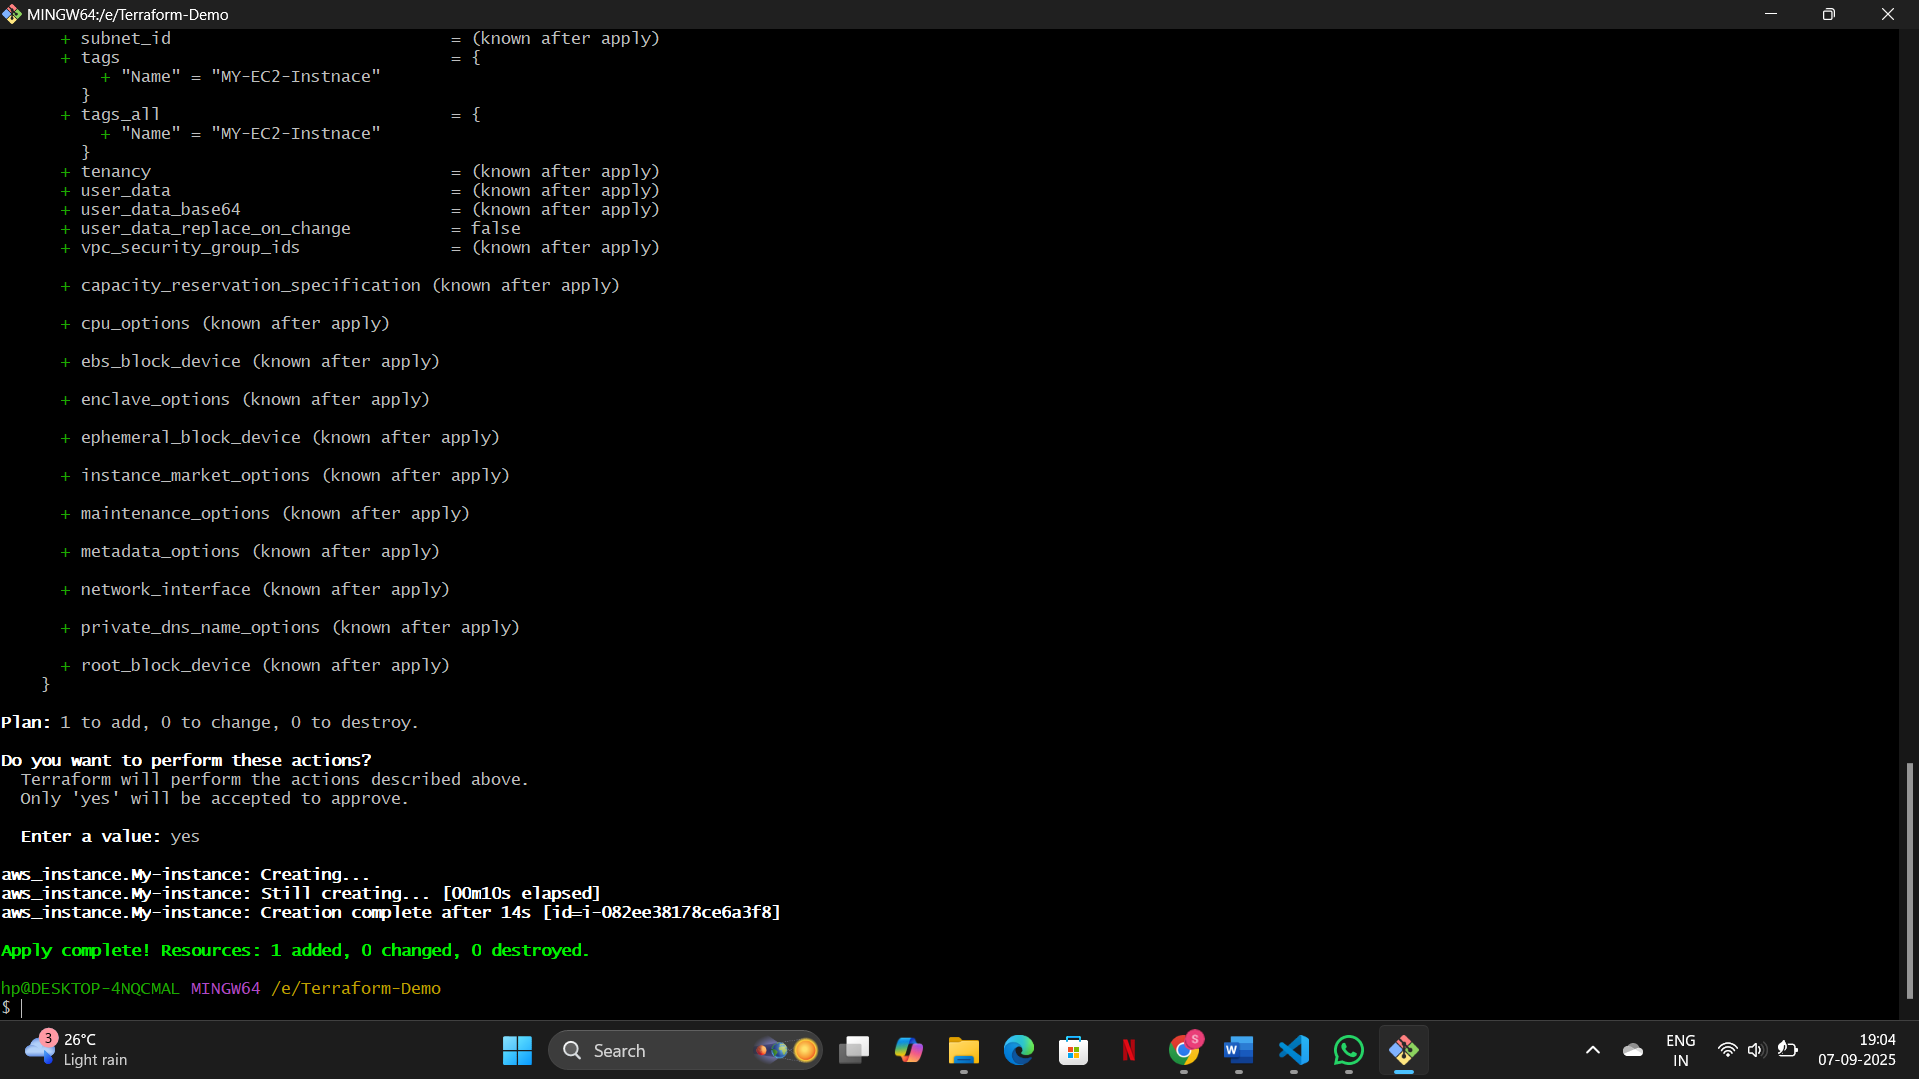 MINGW64:/e/Terraform-Demo
+ subnet_id = (known after apply)
+ tags = {
+ "Name" = "MY-EC2-Instnace"
}
+ tags_all = {
+ "Name" = "MY-EC2-Instnace"
}
+ tenancy = (known after apply)
+ user_data = (known after apply)
+ user_data_base64 = (known after apply)
+ user_data_replace_on_change = false
+ vpc_security_group_ids = (known after apply)
+ capacity_reservation_specification (known after apply)
+ cpu_options (known after apply)
+ ebs_block_device (known after apply)
+ enclave_options (known after apply)
+ ephemeral_block_device (known after apply)
+ instance_market_options (known after apply)
+ maintenance_options (known after apply)
+ metadata_options (known after apply)
+ network_interface (known after apply)
+ private_dns_name_options (known after apply)
+ root_block_device (known after apply)
}
Plan: 1 to add, 0 to change, 0 to destroy.
Do you want to perform these actions?
Terraform will perform the actions described above.
Only 'yes' will be accepted to approve.
Enter a value: yes
aws_instance.My-instance: Creating...
aws_instance.My-instance: Still creating... [00m10s elapsed]
aws_instance.My-instance: Creation complete after 14s [id=i-082ee38178ce6a3f8]
Apply complete! Resources: 1 added, 0 changed, 0 destroyed.
hp@DESKTOP-4NQCMAL MINGW64 /e/Terraform-Demo
$
3
26°C
Light rain
Search
N
S
W
ENG
IN
19:04
07-09-2025